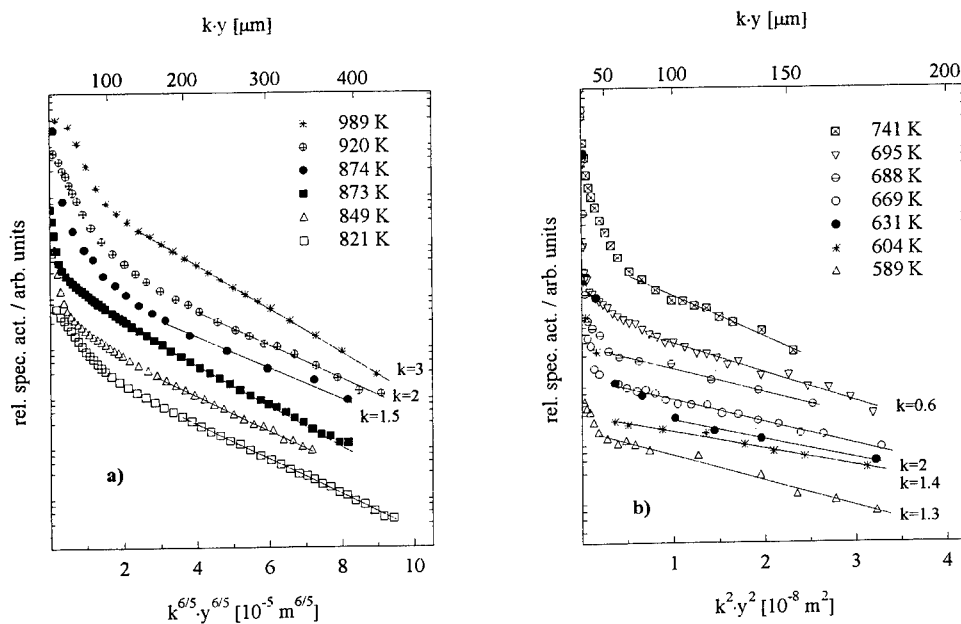 k·y [μm]
100 200 300 400
989 K
920 K
874 K
873 K
849 K
821 K
rel. spec. act. / arb. units
k=3
k=2
k=1.5
a)
2 4 6 8 10
k^6/5·y^6/5 [10^-5 m^6/5]
k·y [μm]
50 100 150 200
741 K
695 K
688 K
669 K
631 K
604 K
589 K
rel. spec. act. / arb. units
k=0.6
k=2
k=1.4
k=1.3
b)
1 2 3 4
k^2·y^2 [10^-8 m^2]